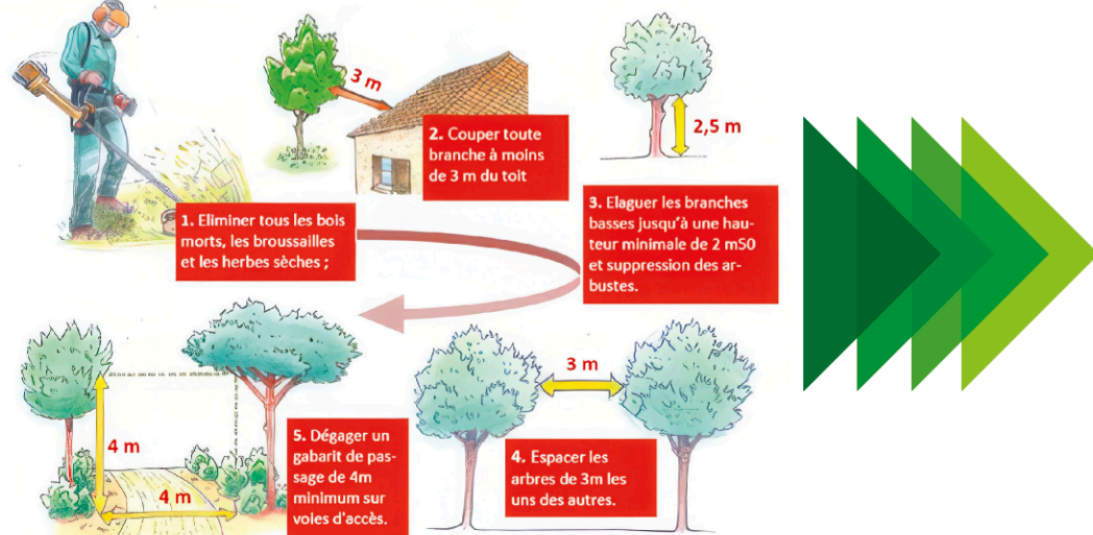 1. Eliminer tous les bois
morts, les broussailles
et les herbes sèches ;
3 m
2. Couper toute
branche à moins
de 3 m du toit
2,5 m
3. Elaguer les branches
basses jusqu'à une hau-
teur minimale de 2 m50
et suppression des ar-
bustes.
3 m
4. Espacer les
arbres de 3m les
uns des autres.
4 m
4 m
5. Dégager un
gabarit de pas-
sage de 4m
minimum sur
voies d'accès.